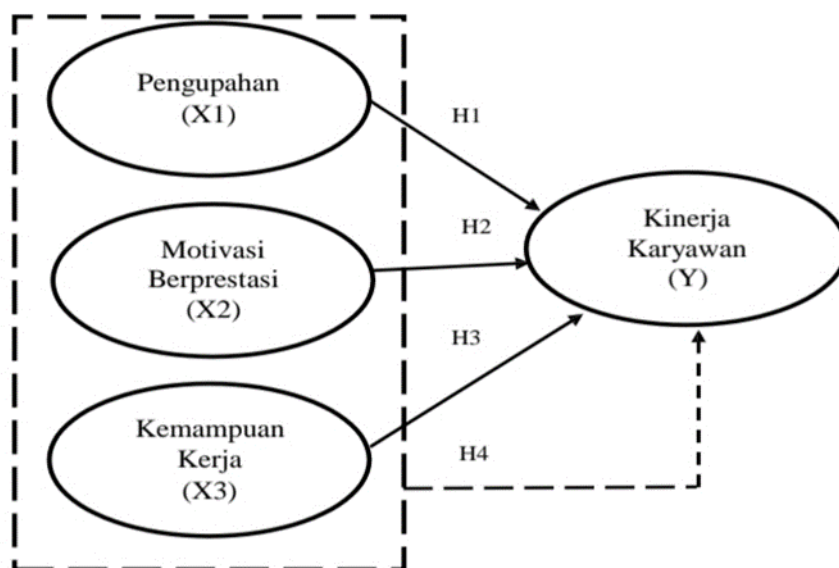 Pengupahan
(X1)
H1
Motivasi
Berprestasi
(X2)
H2
Kinerja
Karyawan
(Y)
H3
Kemampuan
Kerja
(X3)
H4